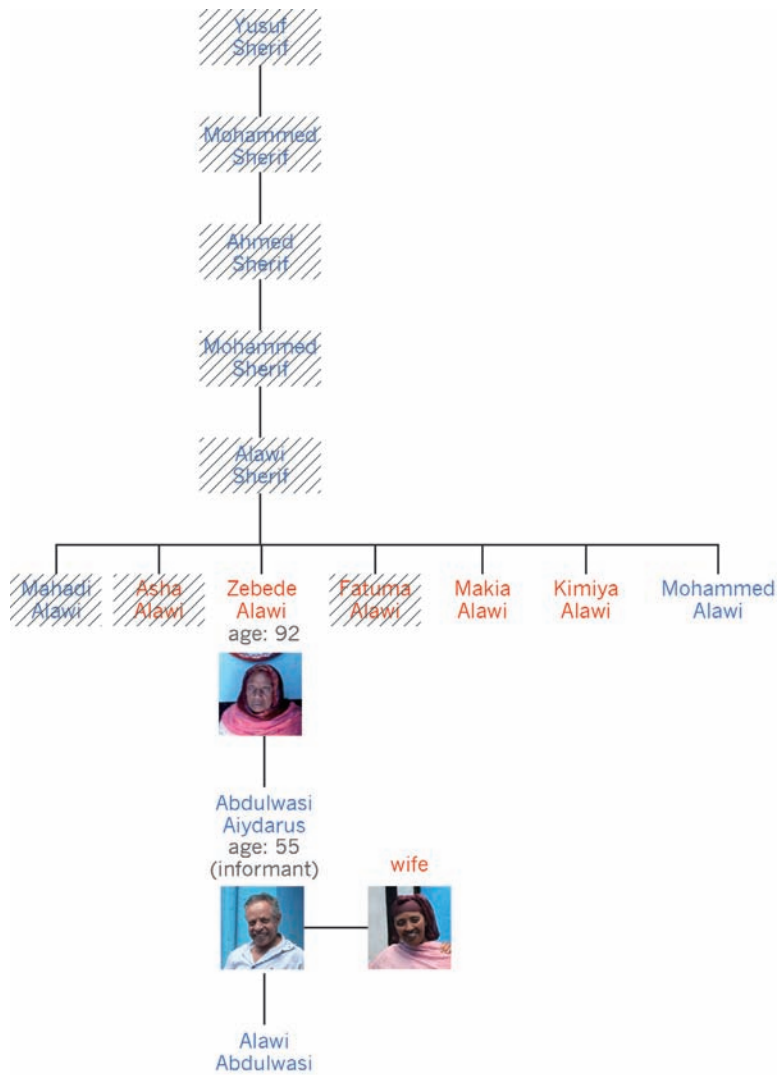 Yusuf
Sherif
Mohammed
Sherif
Ahmed
Sherif
Mohammed
Sherif
Alawi
Sherif
Mahadi
Alawi
Asha
Alawi
Zebede
Alawi
age: 92
Fatuma
Alawi
Makia
Alawi
Kimiya
Alawi
Mohammed
Alawi
Abdulwasi
Aiydarus
age: 55
(informant)
wife
Alawi
Abdulwasi